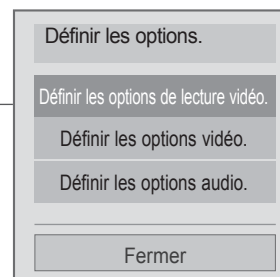 Définir les options.
Définir les options de lecture vidéo.
Définir les options vidéo.
Définir les options audio.
Fermer